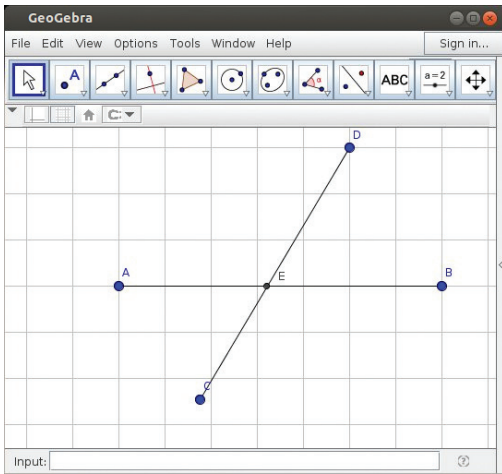 GeoGebra
File Edit View Options Tools Window Help Sign in...
A α ABC a=2
D
A E B
C
Input: